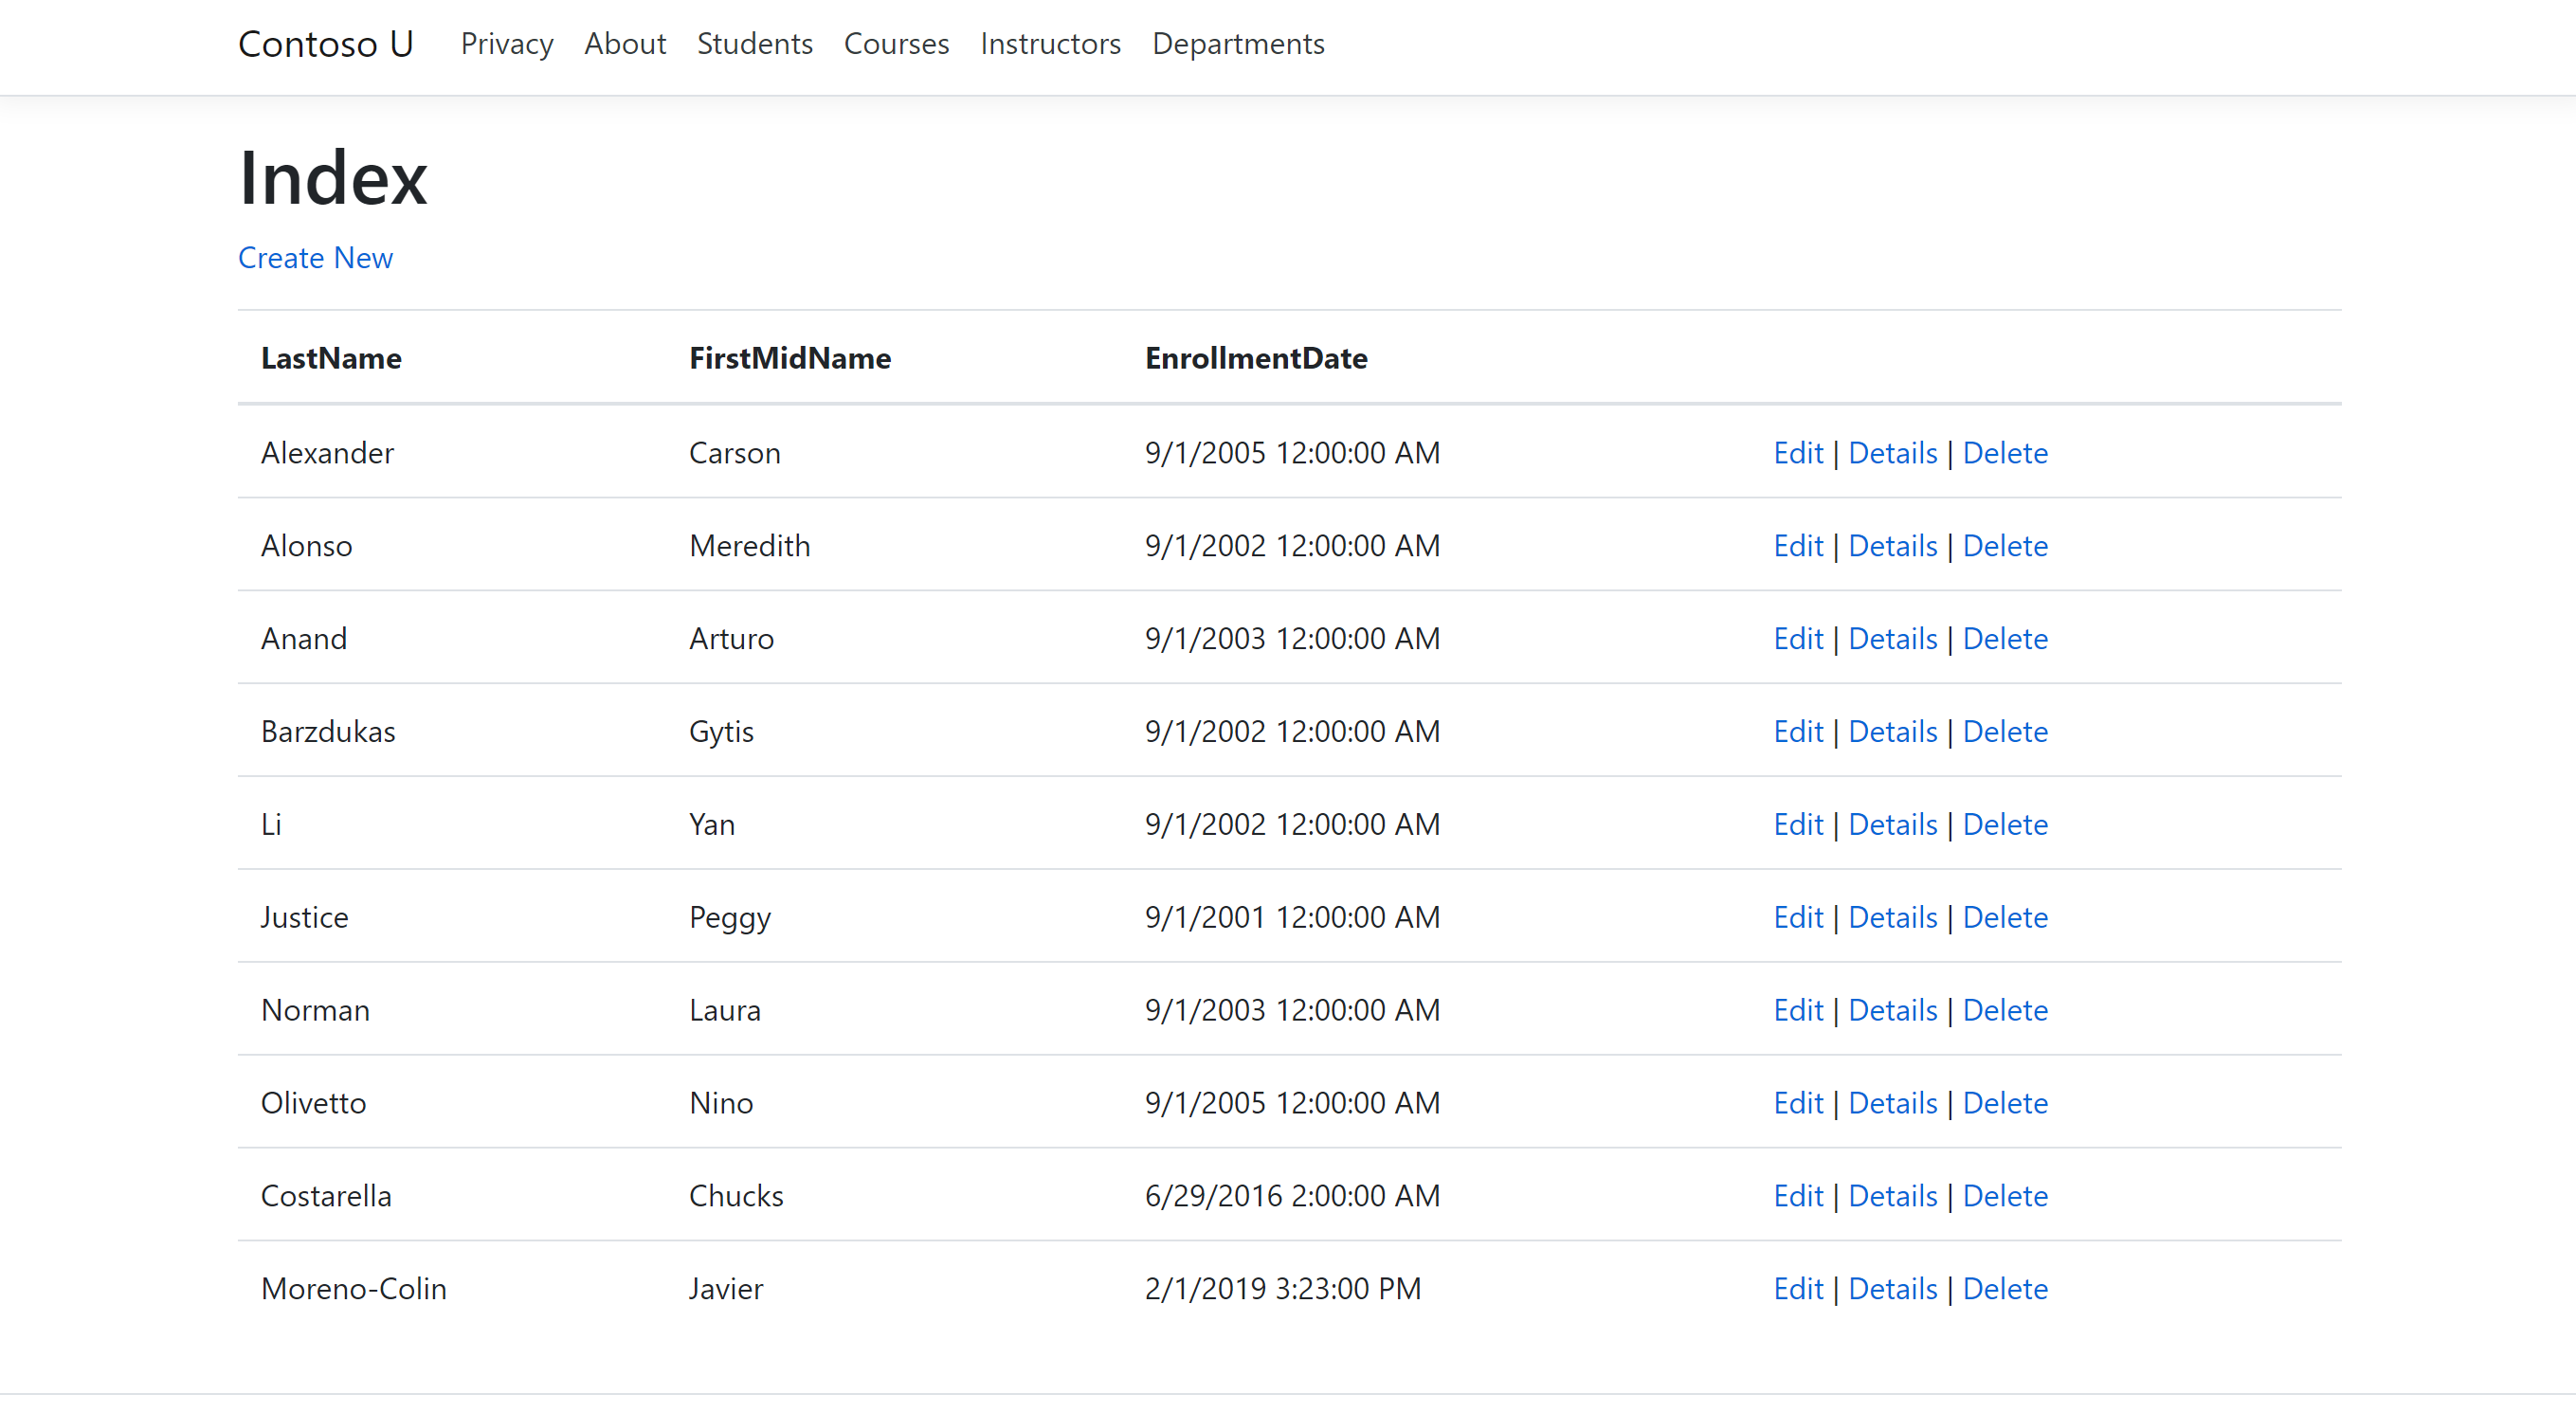 Contoso U Privacy About Students Courses Instructors Departments
Index
Create New
LastName FirstMidName EnrollmentDate
Alexander Carson 9/1/2005 12:00:00 AM Edit | Details | Delete
Alonso Meredith 9/1/2002 12:00:00 AM Edit | Details | Delete
Anand Arturo 9/1/2003 12:00:00 AM Edit | Details | Delete
Barzdukas Gytis 9/1/2002 12:00:00 AM Edit | Details | Delete
Li Yan 9/1/2002 12:00:00 AM Edit | Details | Delete
Justice Peggy 9/1/2001 12:00:00 AM Edit | Details | Delete
Norman Laura 9/1/2003 12:00:00 AM Edit | Details | Delete
Olivetto Nino 9/1/2005 12:00:00 AM Edit | Details | Delete
Costarella Chucks 6/29/2016 2:00:00 AM Edit | Details | Delete
Moreno-Colin Javier 2/1/2019 3:23:00 PM Edit | Details | Delete